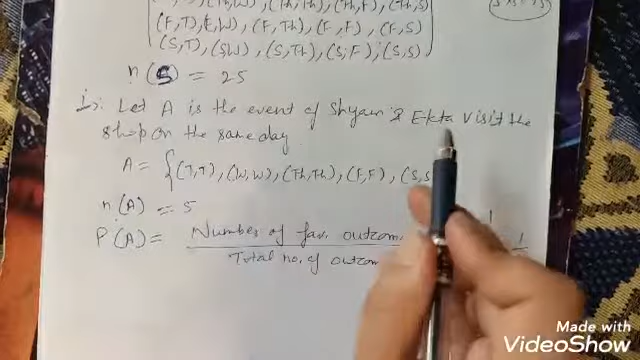 (F,T), (F,W), (F,Th), (F,F), (F,S)
(S,T), (S,W), (S,Th), (S,F), (S,S)
n(S) = 25
i): Let A is the event of Shyam & Ekta visit the
shop on the same day.
A = {(T,T), (W,W), (Th,Th), (F,F), (S,S
n(A) = 5
P(A) = Number of fav. outcom
Total no. of outcom
Made with
VideoShow